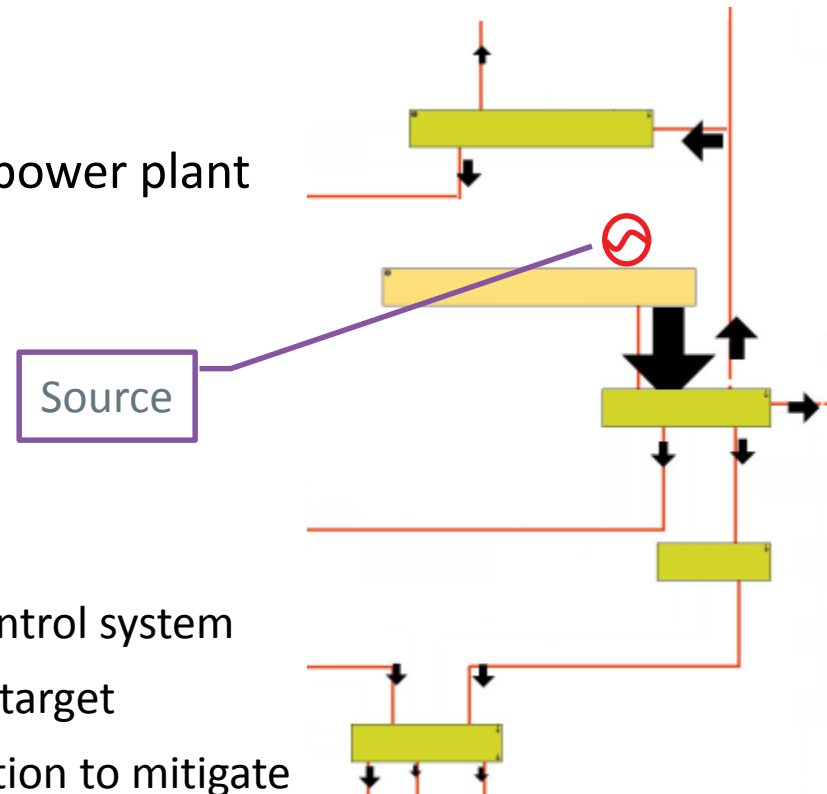 power plant
Source
ntrol system
target
tion to mitigate